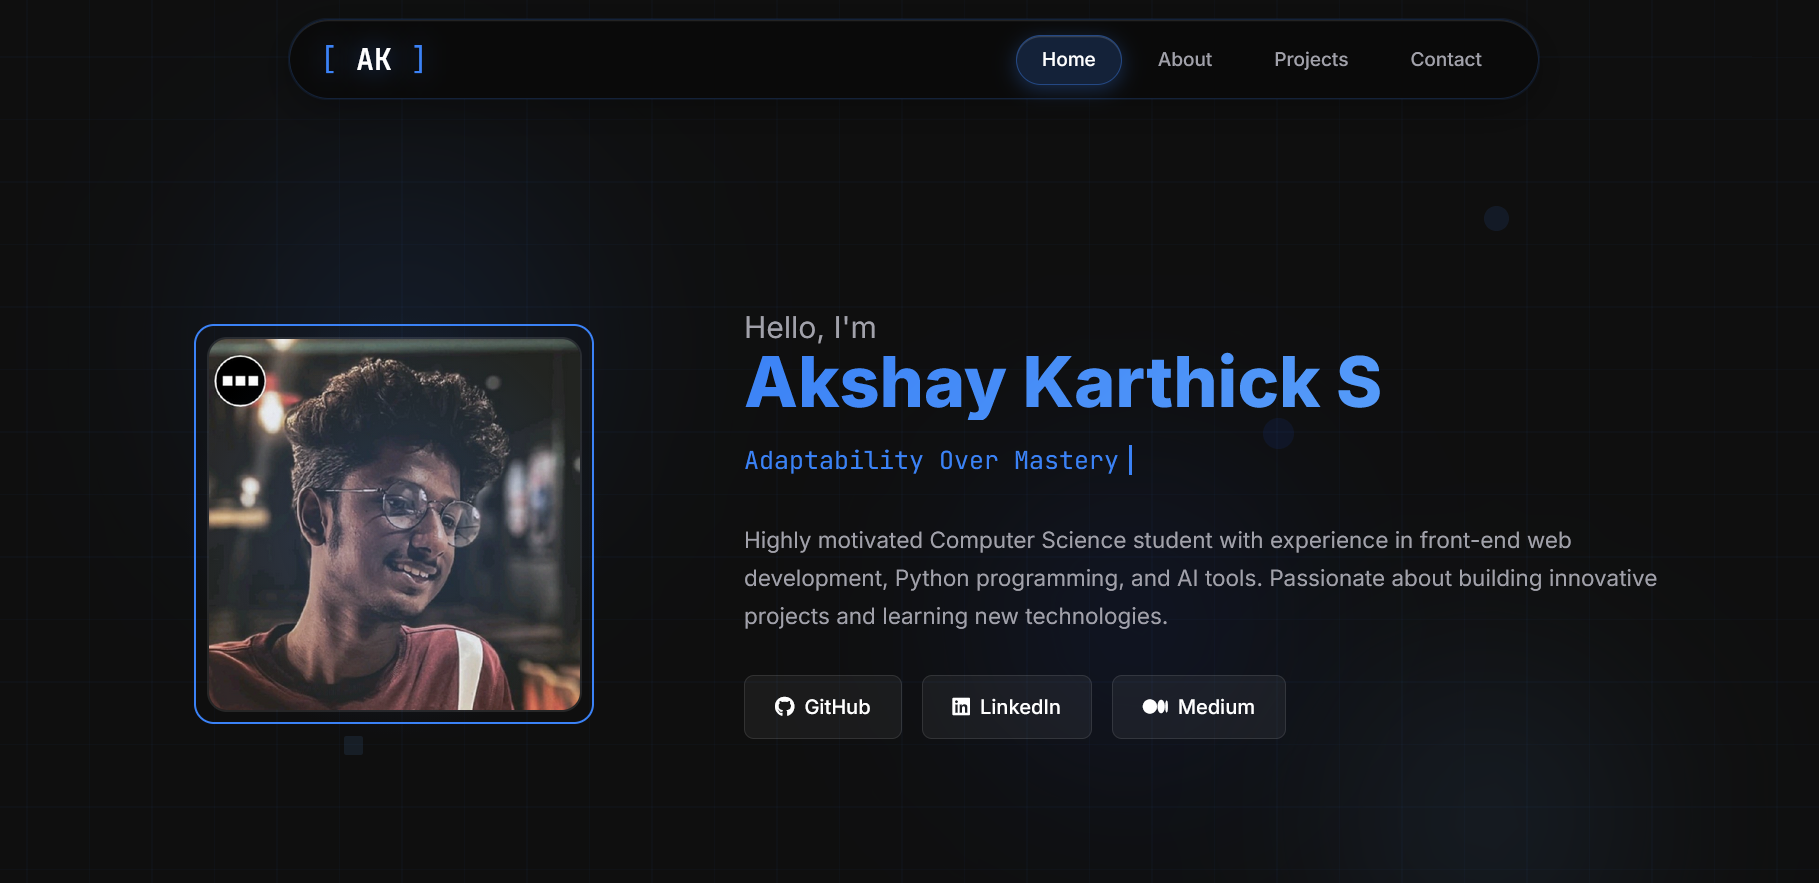 [ AK ]
Home
About
Projects
Contact
Hello, I'm
Akshay Karthick S
Adaptability Over Mastery
Highly motivated Computer Science student with experience in front-end web
development, Python programming, and AI tools. Passionate about building innovative
projects and learning new technologies.
GitHub
LinkedIn
Medium